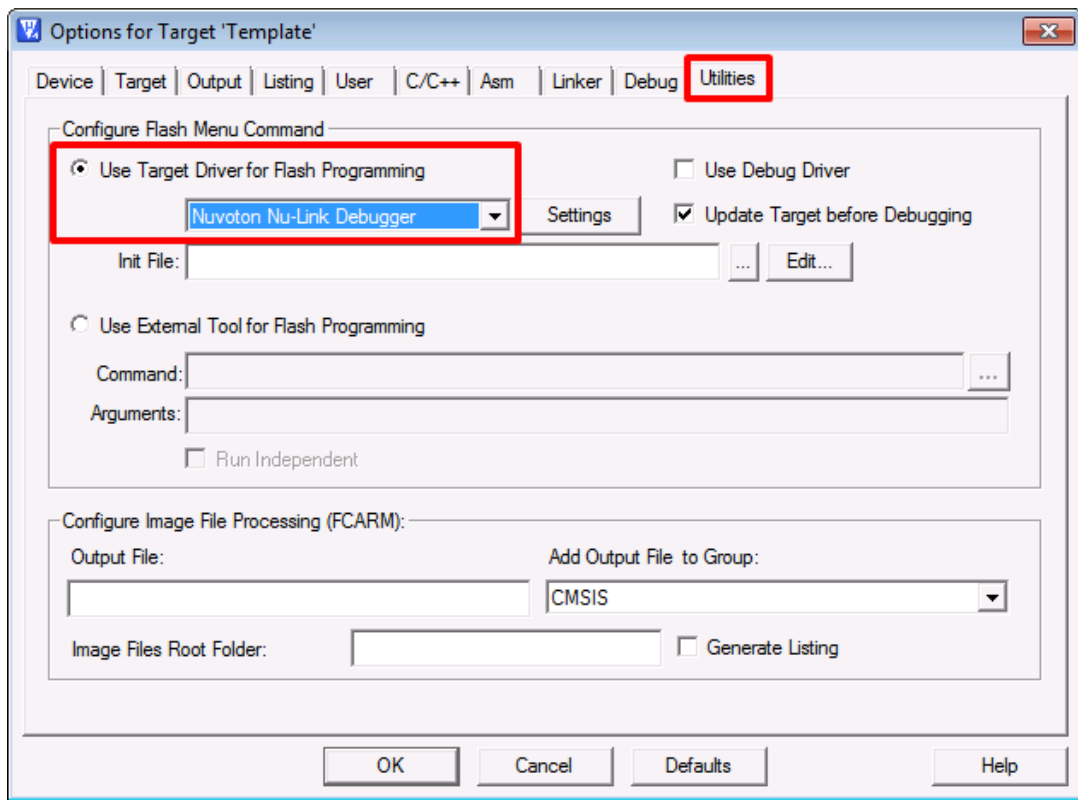 Options for Target 'Template'
Device Target Output Listing User C/C++ Asm Linker Debug Utilities
Configure Flash Menu Command
Use Target Driver for Flash Programming Use Debug Driver
Nuvoton Nu-Link Debugger Settings Update Target before Debugging
Init File: ... Edit...
Use External Tool for Flash Programming
Command: ...
Arguments:
Run Independent
Configure Image File Processing (FCARM):
Output File: Add Output File to Group:
CMSIS
Image Files Root Folder: Generate Listing
OK Cancel Defaults Help